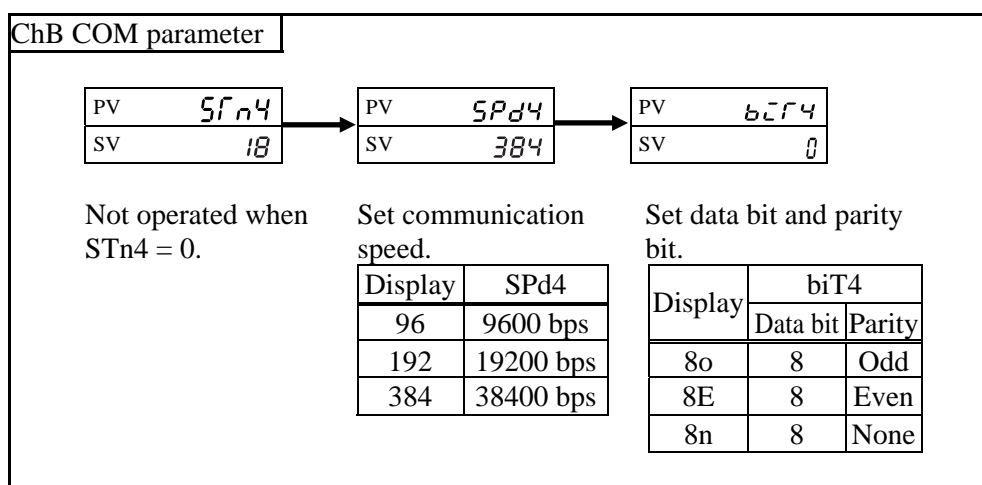 ChB COM parameter
PV STn4
SV 18
PV SPd4
SV 384
PV biT4
SV 0
Not operated when
STn4 = 0.
Set communication
speed.
Display SPd4
96 9600 bps
192 19200 bps
384 38400 bps
Set data bit and parity
bit.
Display biT4
Data bit Parity
8o 8 Odd
8E 8 Even
8n 8 None